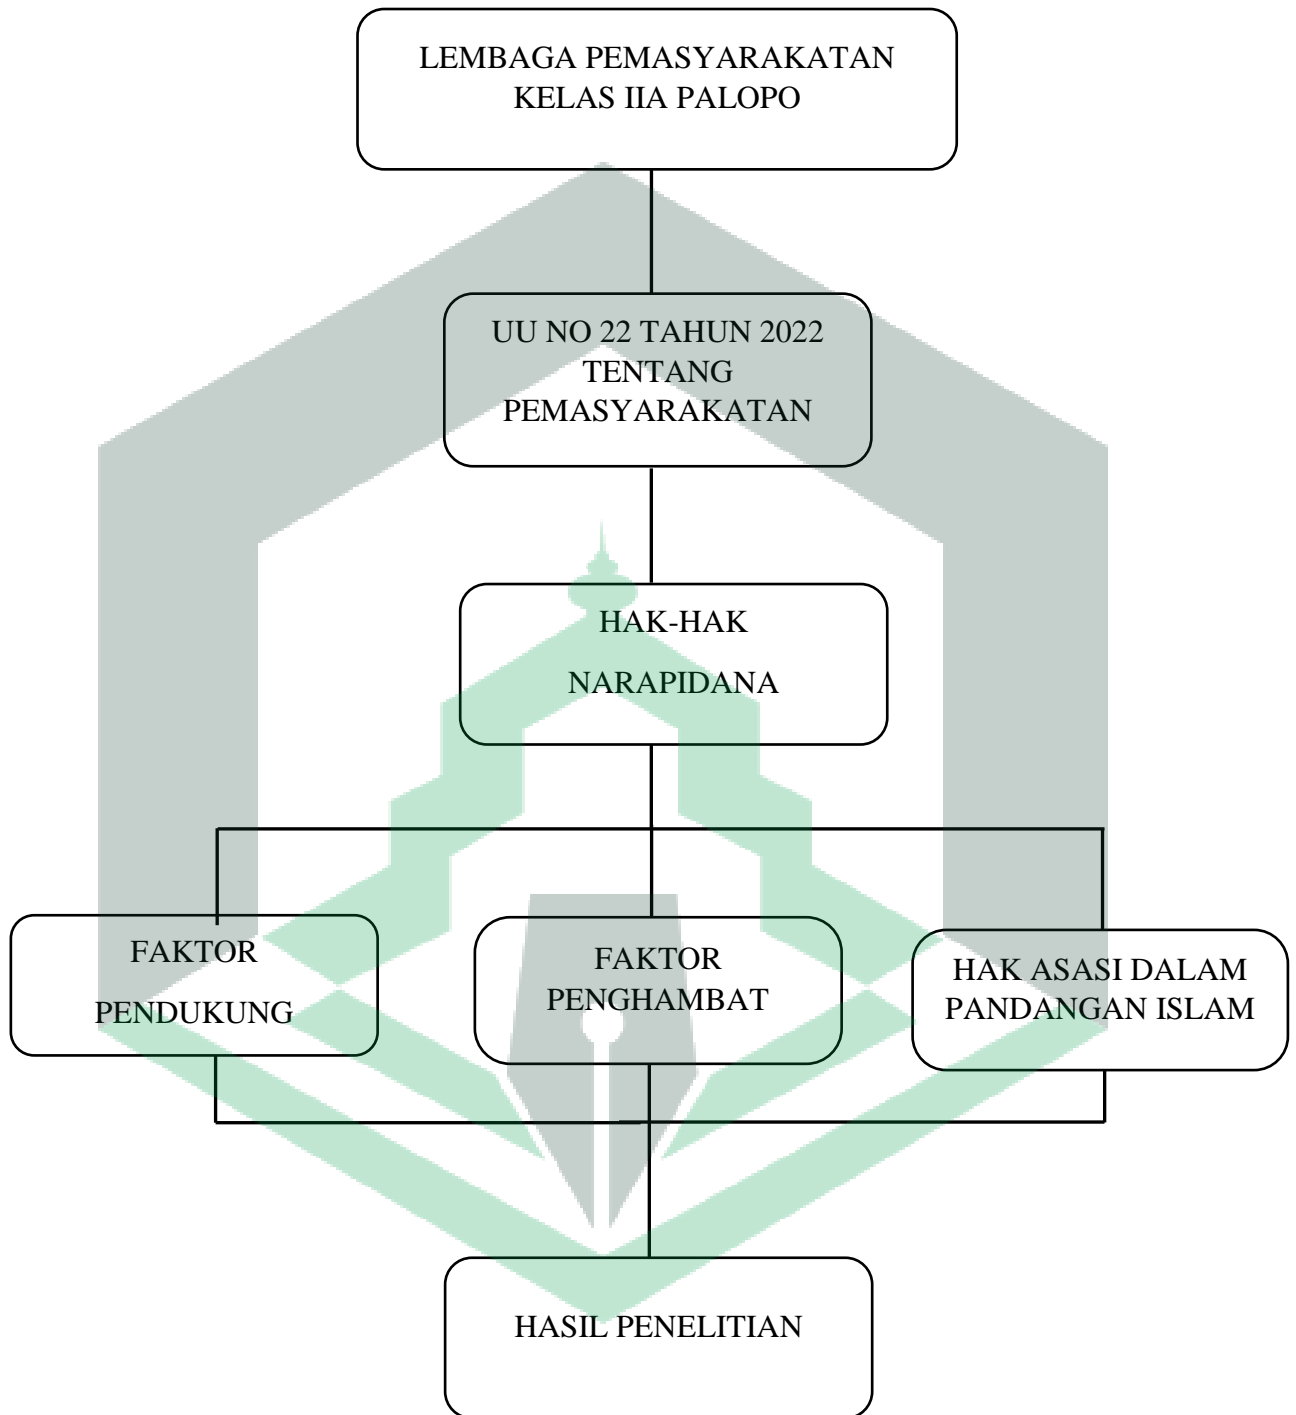 LEMBAGA PEMASYARAKATAN
KELAS IIA PALOPO
UU NO 22 TAHUN 2022
TENTANG
PEMASYARAKATAN
HAK-HAK
NARAPIDANA
FAKTOR
PENDUKUNG
FAKTOR
PENGHAMBAT
HAK ASASI DALAM
PANDANGAN ISLAM
HASIL PENELITIAN